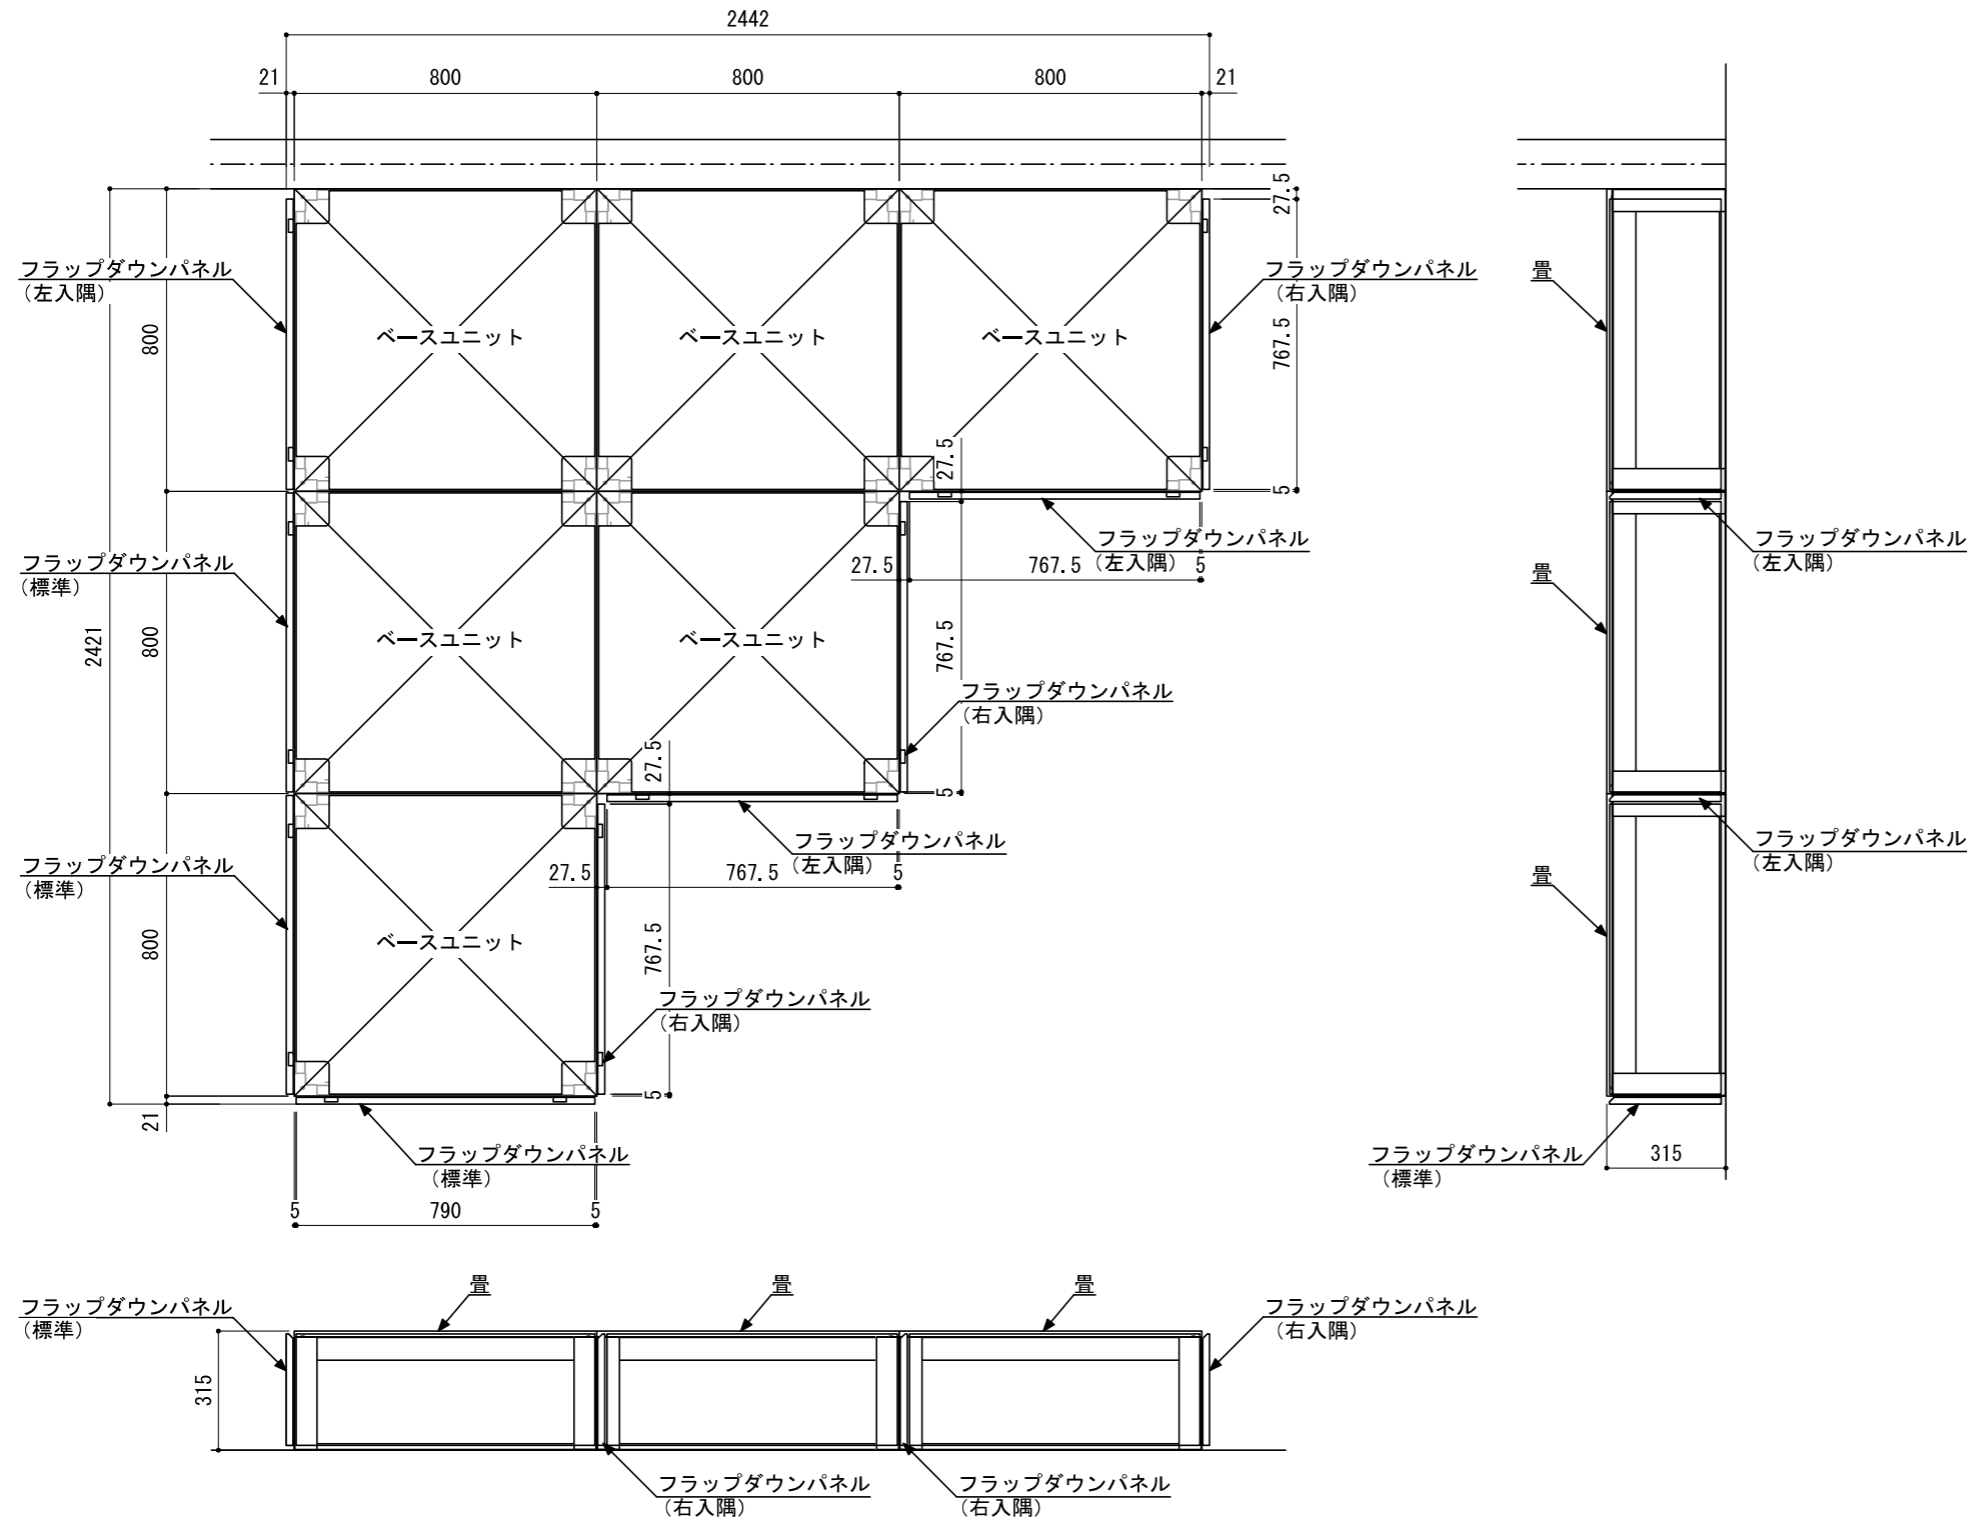 2442
21
800
800
800
21
27.5
フラップダウンパネル
(左入隅)
フラップダウンパネル
(右入隅)
畳
800
ベースユニット
ベースユニット
ベースユニット
767.5
27.5
5
フラップダウンパネル
(左入隅)
フラップダウンパネル
(左入隅)
フラップダウンパネル
(標準)
27.5
767.5
5
畳
2421
800
ベースユニット
ベースユニット
767.5
フラップダウンパネル
(右入隅)
27.5
5
フラップダウンパネル
(左入隅)
フラップダウンパネル
(左入隅)
フラップダウンパネル
(標準)
27.5
767.5
5
畳
800
ベースユニット
767.5
フラップダウンパネル
(右入隅)
5
21
フラップダウンパネル
(標準)
フラップダウンパネル
(標準)
315
5
790
5
畳
畳
畳
フラップダウンパネル
(標準)
フラップダウンパネル
(右入隅)
315
フラップダウンパネル
(右入隅)
フラップダウンパネル
(右入隅)